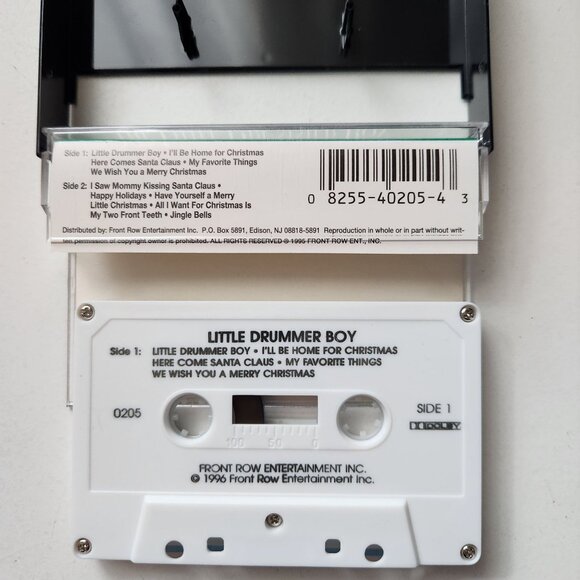 Side 1: Little Drummer Boy • I'll Be Home for Christmas
Here Comes Santa Claus • My Favorite Things
We Wish You a Merry Christmas
Side 2: I Saw Mommy Kissing Santa Claus •
Happy Holidays • Have Yourself a Merry
Little Christmas • All I Want For Christmas Is
My Two Front Teeth • Jingle Bells
0 8255-40205-4 3
Distributed by: Front Row Entertainment Inc. P.O. Box 5891, Edison, NJ 08818-5891 Reproduction in whole or in part without writ-
ten permission of copyright owner is prohibited. ALL RIGHTS RESERVED ® 1995 FRONT ROW ENT., INC.
LITTLE DRUMMER BOY
Side 1: LITTLE DRUMMER BOY • I'LL BE HOME FOR CHRISTMAS
HERE COME SANTA CLAUS • MY FAVORITE THINGS
WE WISH YOU A MERRY CHRISTMAS
0205
SIDE 1
DOLBY
100 50 0
FRONT ROW ENTERTAINMENT INC.
© 1996 Front Row Entertainment Inc.